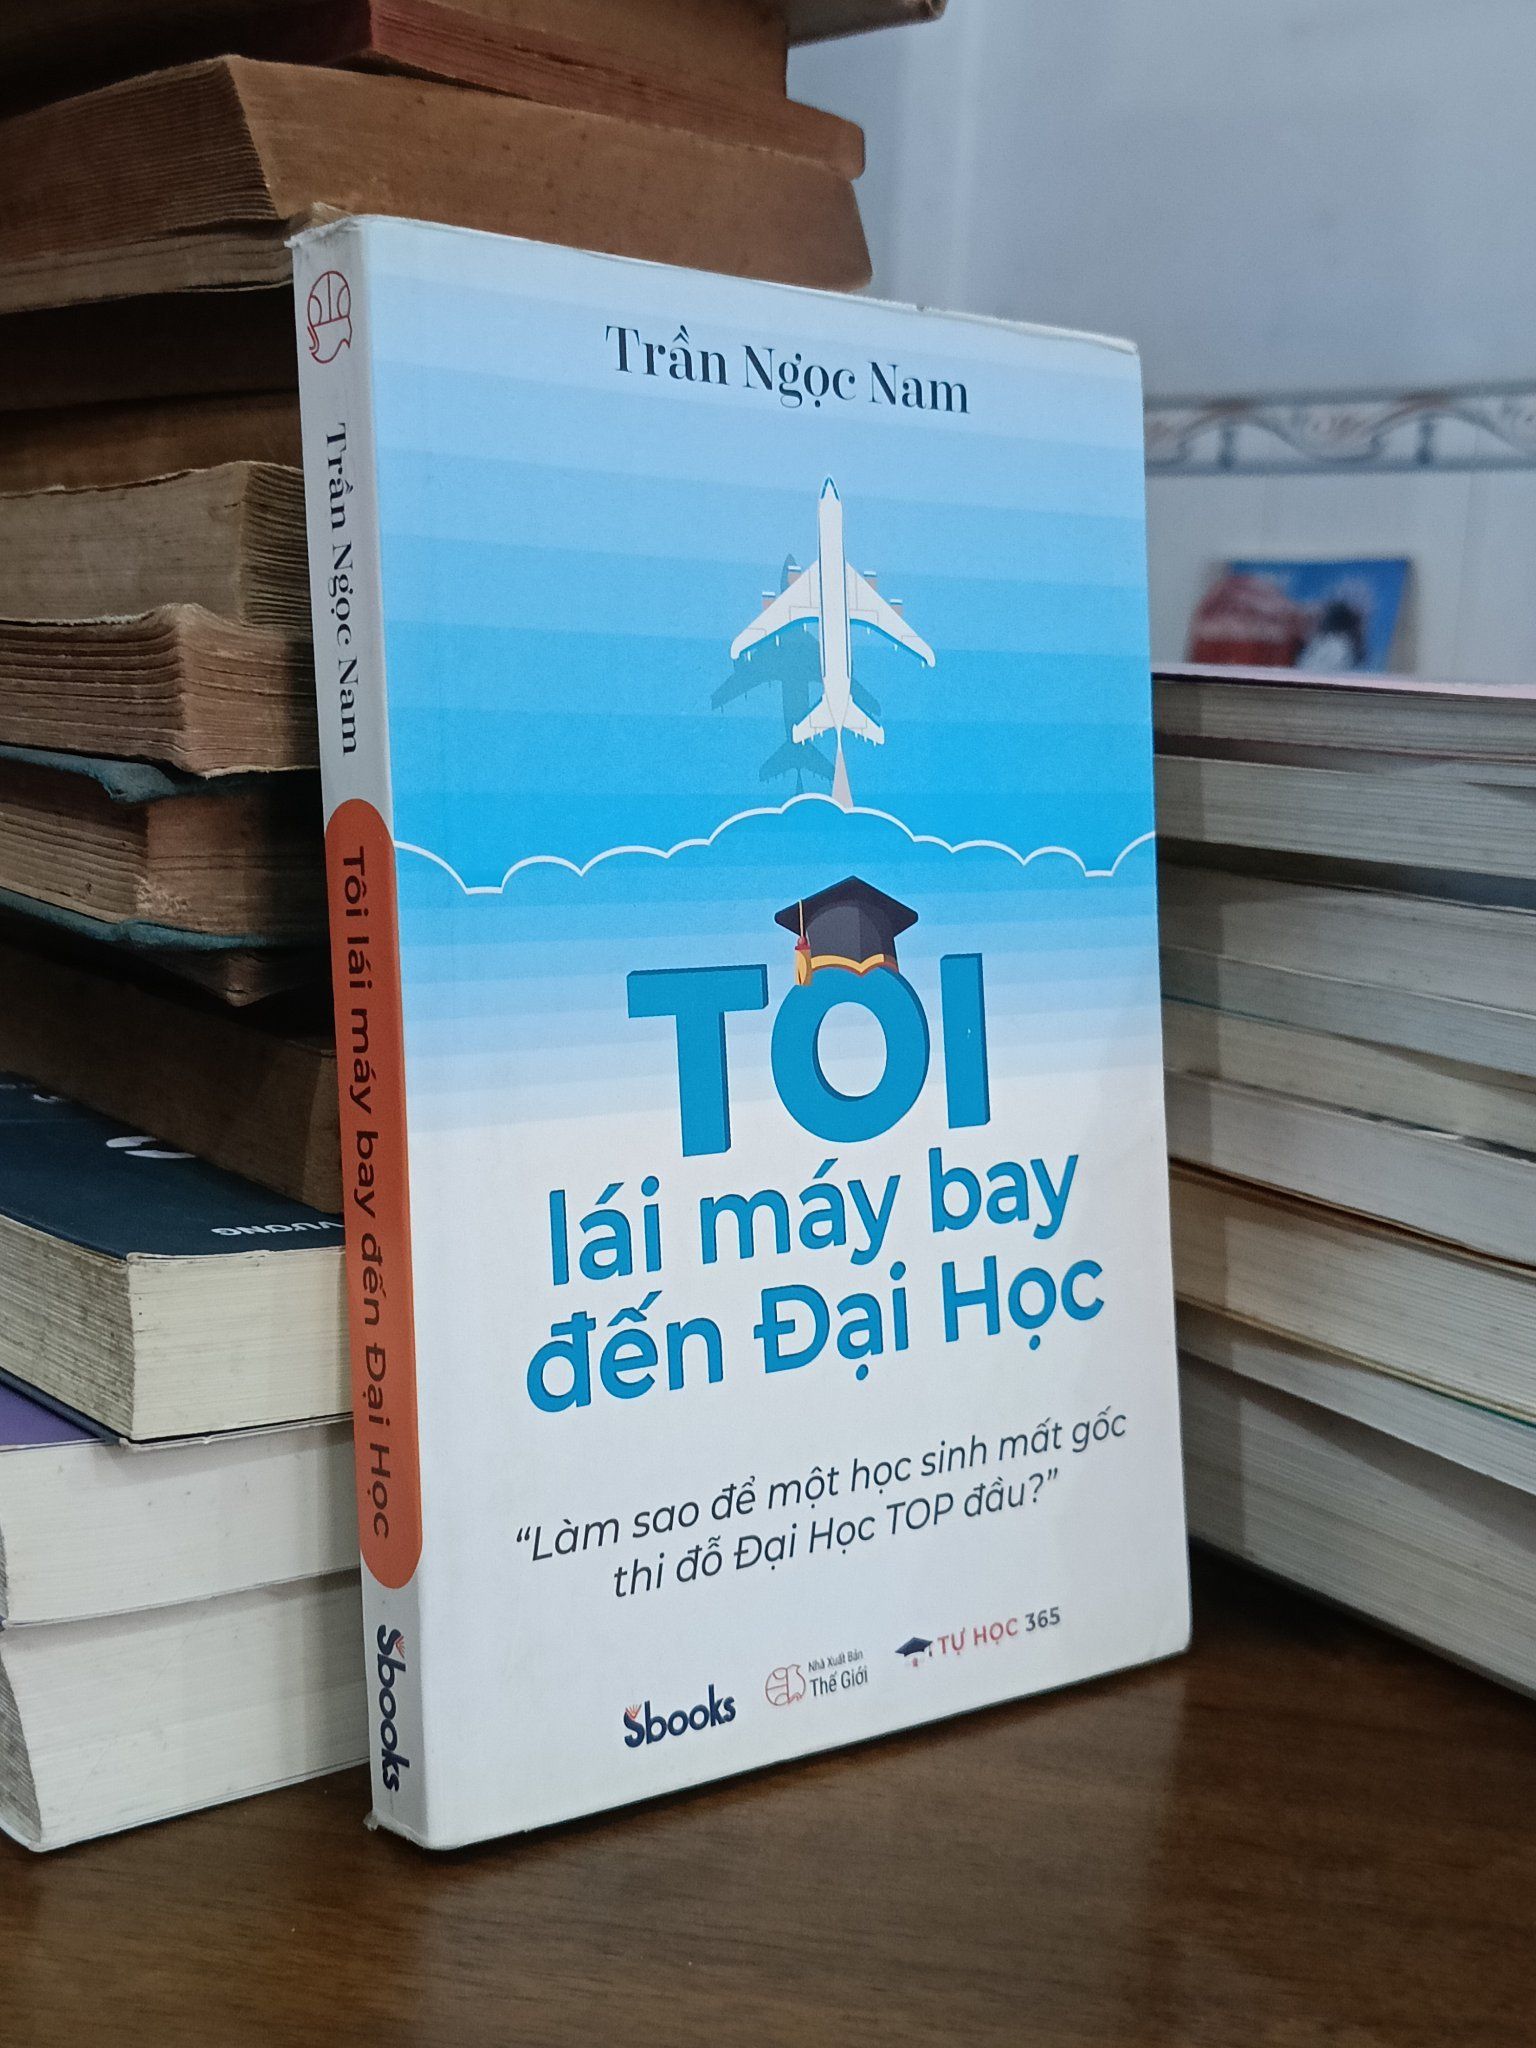 Trần Ngọc Nam
TÔI
lái máy bay
đến Đại Học
“Làm sao để một học sinh mất gốc
thi đỗ Đại Học TOP đầu?”
Sbooks
Nhà Xuất Bản
Thế Giới
TỰ HỌC 365
Trần Ngọc Nam
Tôi lái máy bay đến Đại Học
Sbooks
VƯƠNG